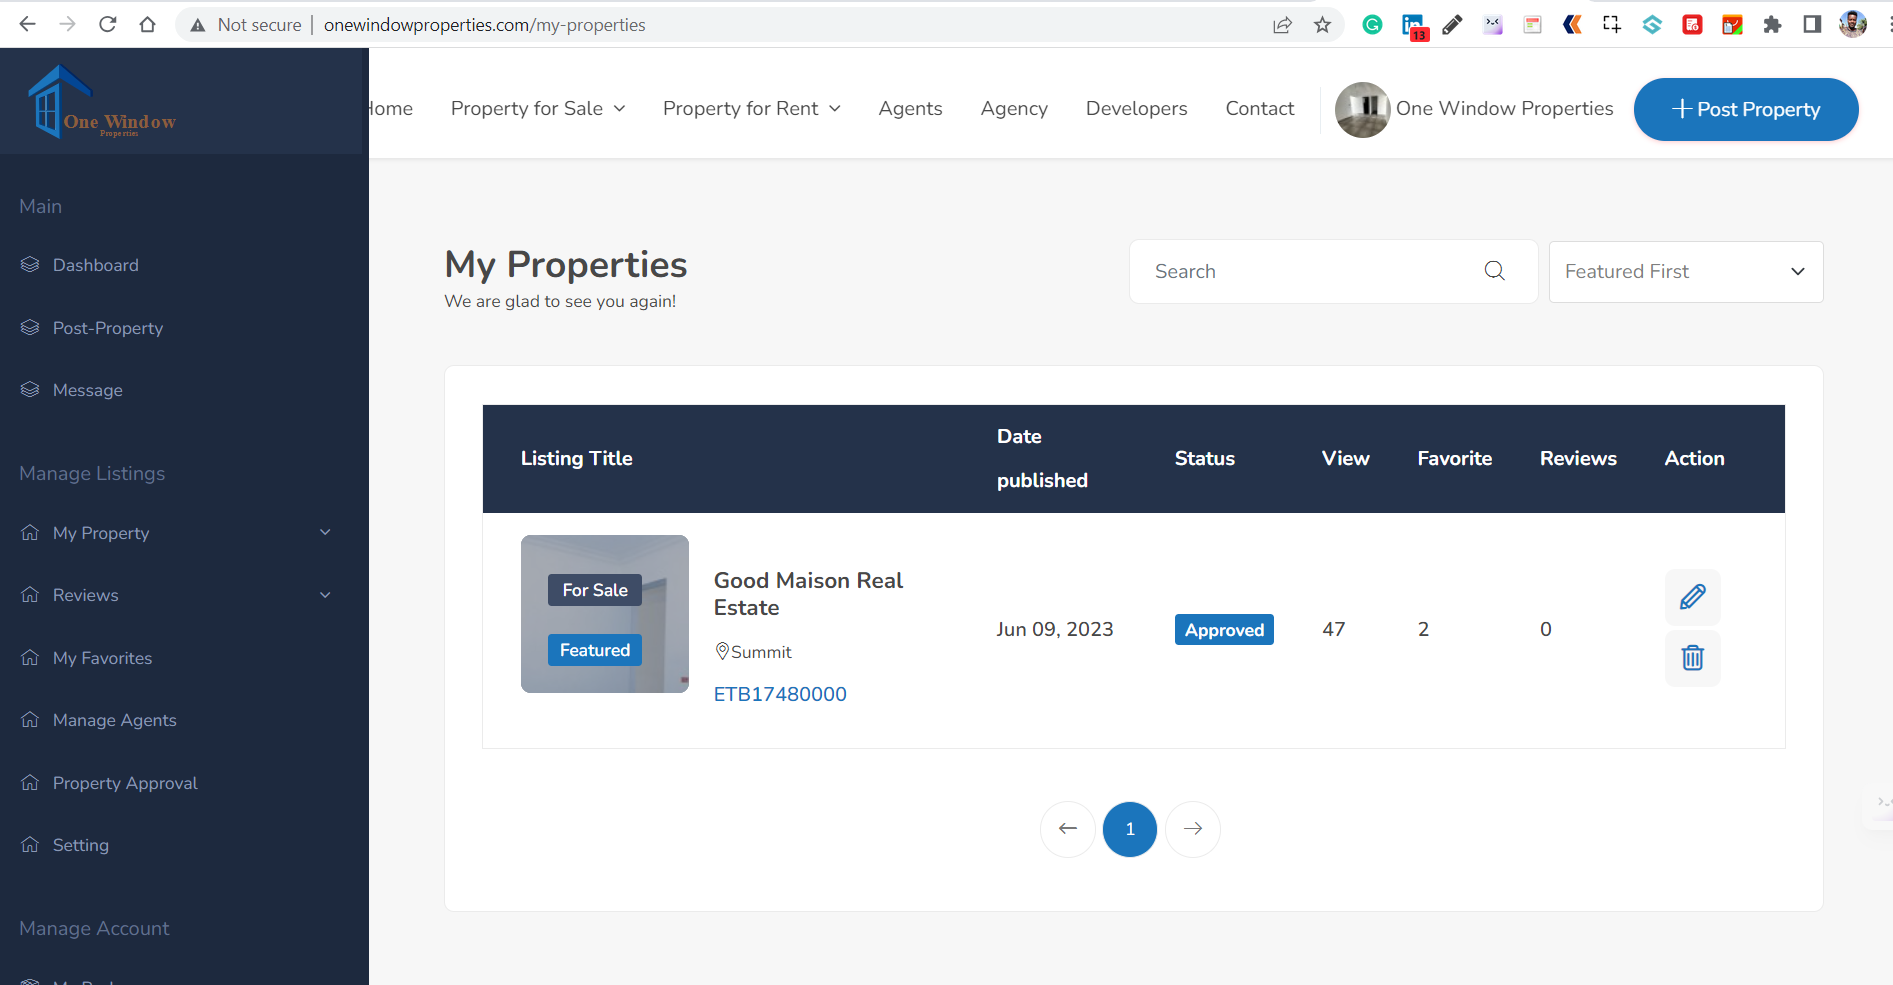 Not secure | onewindowproperties.com/my-properties
13
One Window
Properties
Home Property for Sale Property for Rent Agents Agency Developers Contact One Window Properties Post Property
Main
Dashboard
Post-Property
Message
Manage Listings
My Property
Reviews
My Favorites
Manage Agents
Property Approval
Setting
Manage Account
My Properties
We are glad to see you again!
Search
Featured First
Listing Title
Date
published
Status
View
Favorite
Reviews
Action
For Sale
Featured
Good Maison Real
Estate
Summit
ETB17480000
Jun 09, 2023
Approved
47
2
0
1